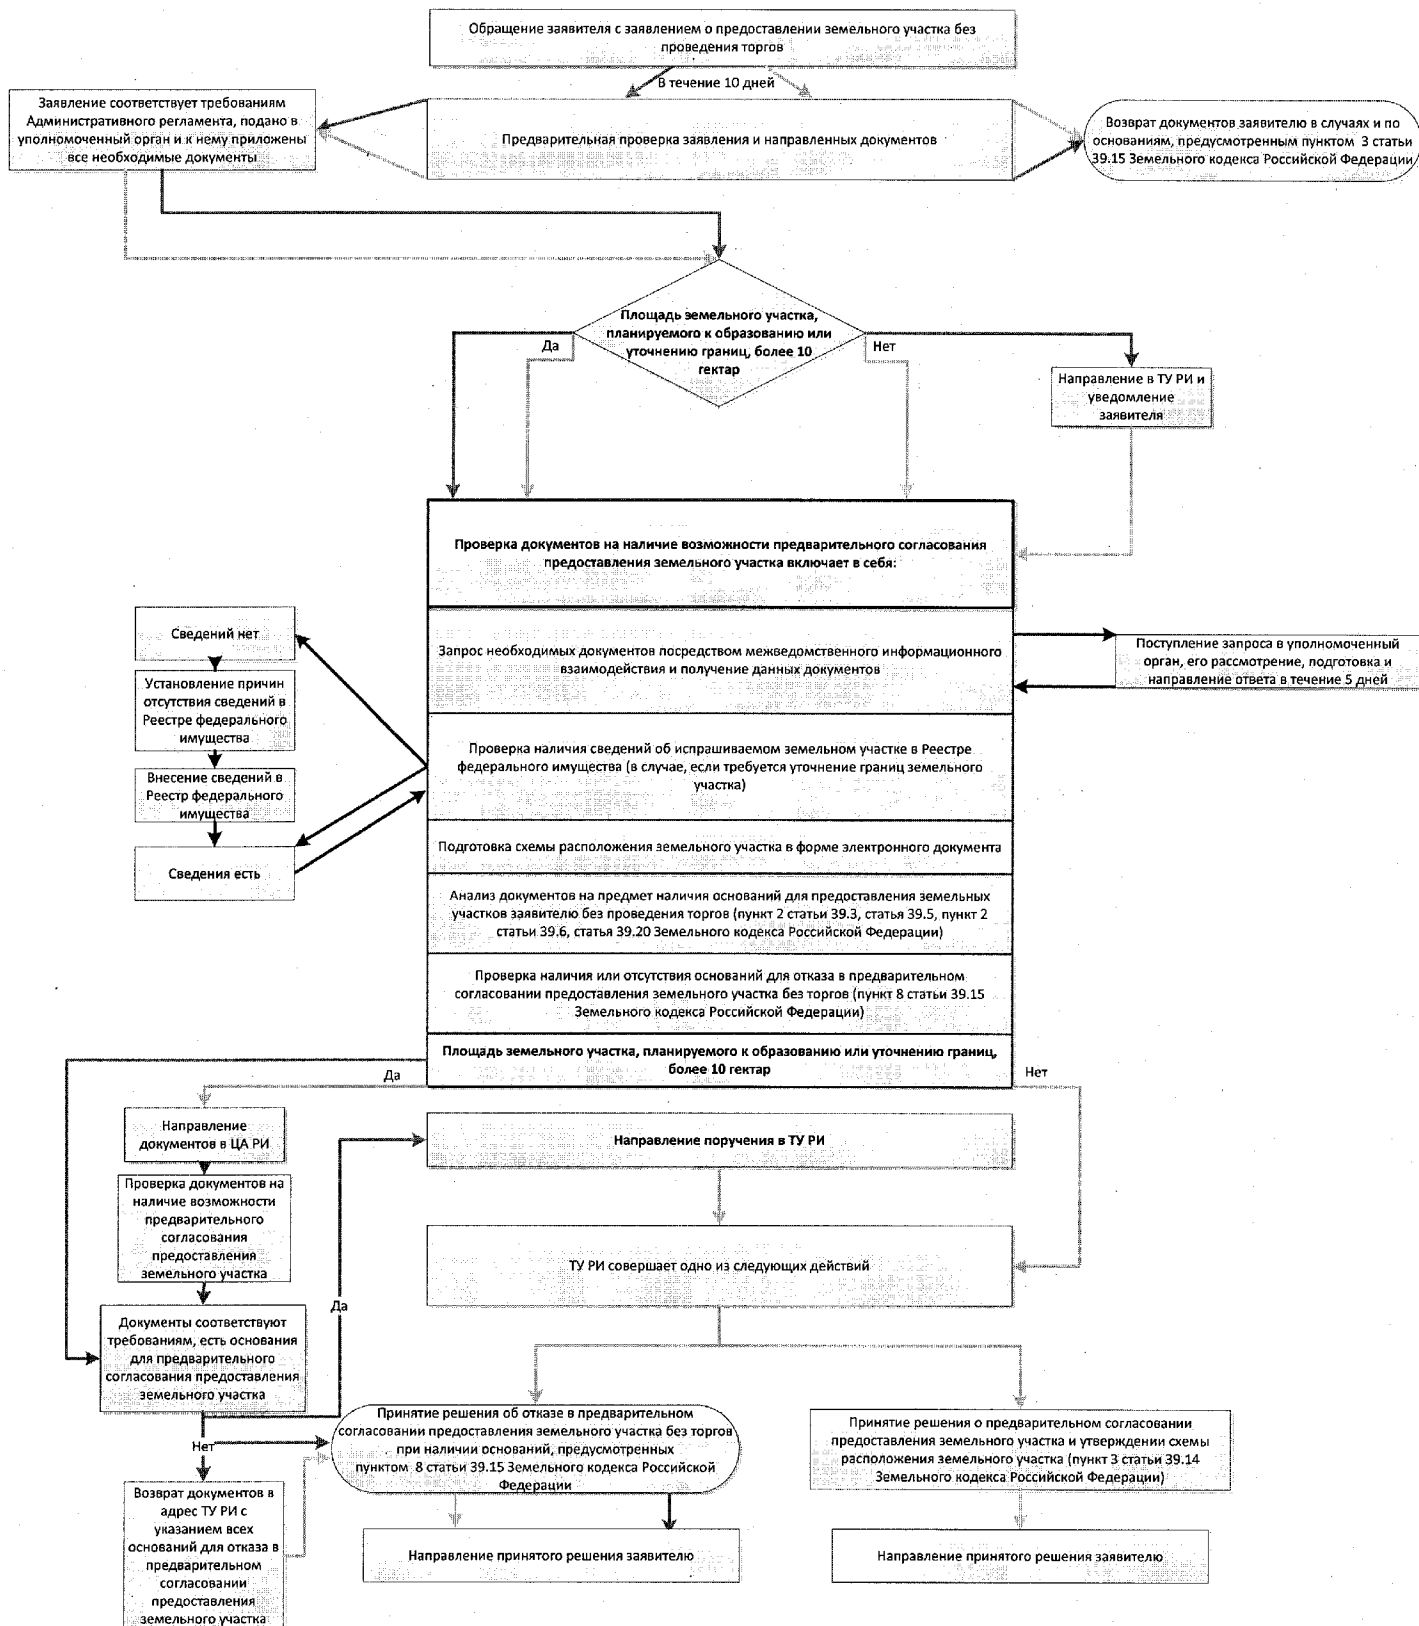 Обращение заявителя с заявлением о предоставлении земельного участка без
проведения торгов
В течение 10 дней
Заявление соответствует требованиям
Административного регламента, подано в
уполномоченный орган и к нему приложены
все необходимые документы
Предварительная проверка заявления и направленных документов
Возврат документов заявителю в случаях и по
основаниям, предусмотренным пунктом 3 статьи
39.15 Земельного кодекса Российской Федерации
Площадь земельного участка,
планируемого к образованию или
уточнению границ, более 10
гектар
Да
Нет
Направление в ТУ РИ и
уведомление
заявителя
Проверка документов на наличие возможности предварительного согласования
предоставления земельного участка включает в себя:
Сведений нет
Установление причин
отсутствия сведений в
Реестре федерального
имущества
Внесение сведений в
Реестр федерального
имущества
Сведения есть
Запрос необходимых документов посредством межведомственного информационного
взаимодействия и получение данных документов
Поступление запроса в уполномоченный
орган, его рассмотрение, подготовка и
направление ответа в течение 5 дней
Проверка наличия сведений об испрашиваемом земельном участке в Реестре
федерального имущества (в случае, если требуется уточнение границ земельного
участка)
Подготовка схемы расположения земельного участка в форме электронного документа
Анализ документов на предмет наличия оснований для предоставления земельных
участков заявителю без проведения торгов (пункт 2 статьи 39.3, статья 39.5, пункт 2
статьи 39.6, статья 39.20 Земельного кодекса Российской Федерации)
Проверка наличия или отсутствия оснований для отказа в предварительном
согласовании предоставления земельного участка без торгов (пункт 8 статьи 39.15
Земельного кодекса Российской Федерации)
Площадь земельного участка, планируемого к образованию или уточнению границ,
более 10 гектар
Да
Нет
Направление
документов в ЦА РИ
Проверка документов на
наличие возможности
предварительного
согласования
предоставления
земельного участка
Документы соответствуют
требованиям, есть основания
для предварительного
согласования предоставления
земельного участка
Да
Нет
Возврат документов в
адрес ТУ РИ с
указанием всех
оснований для отказа в
предварительном
согласовании
предоставления
земельного участка
Направление поручения в ТУ РИ
ТУ РИ совершает одно из следующих действий
Принятие решения об отказе в предварительном
согласовании предоставления земельного участка без торгов
при наличии оснований, предусмотренных
пунктом 8 статьи 39.15 Земельного кодекса Российской
Федерации
Принятие решения о предварительном согласовании
предоставления земельного участка и утверждении схемы
расположения земельного участка (пункт 3 статьи 39.14
Земельного кодекса Российской Федерации)
Направление принятого решения заявителю
Направление принятого решения заявителю